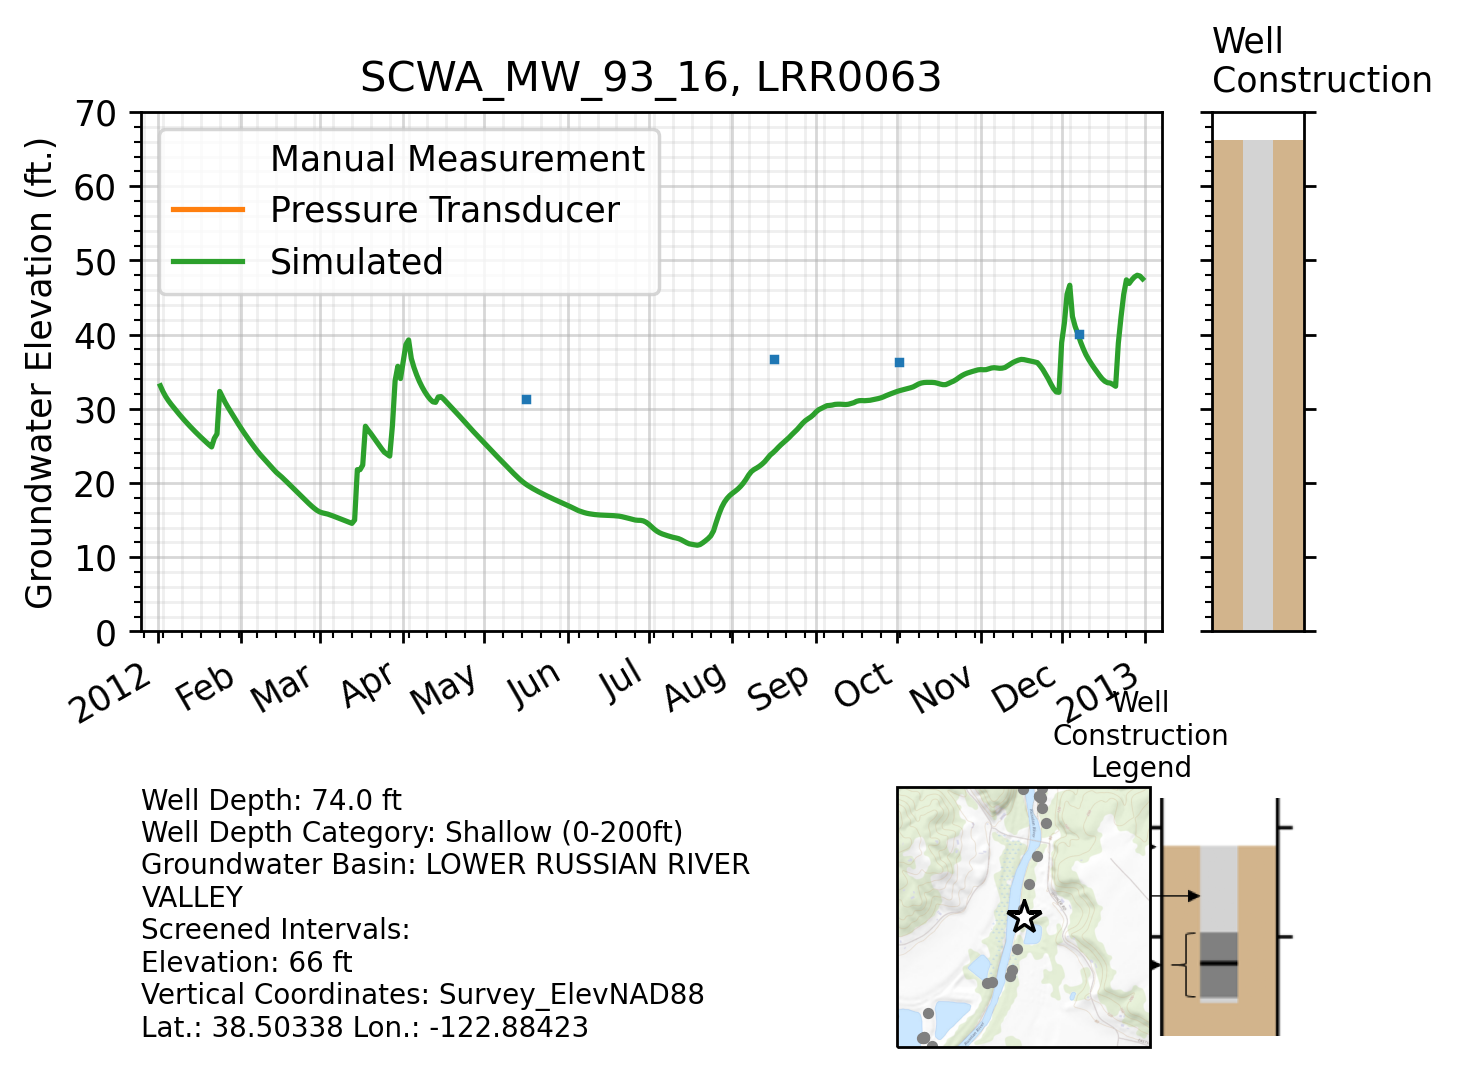 Well
Construction
SCWA_MW_93_16, LRR0063
Groundwater Elevation (ft.)
70
60
50
40
30
20
10
0
Manual Measurement
Pressure Transducer
Simulated
2012
Feb
Mar
Apr
May
Jun
Jul
Aug
Sep
Oct
Nov
Dec
2013
Well
Construction
Legend
Well Depth: 74.0 ft
Well Depth Category: Shallow (0-200ft)
Groundwater Basin: LOWER RUSSIAN RIVER
VALLEY
Screened Intervals:
Elevation: 66 ft
Vertical Coordinates: Survey_ElevNAD88
Lat.: 38.50338 Lon.: -122.88423